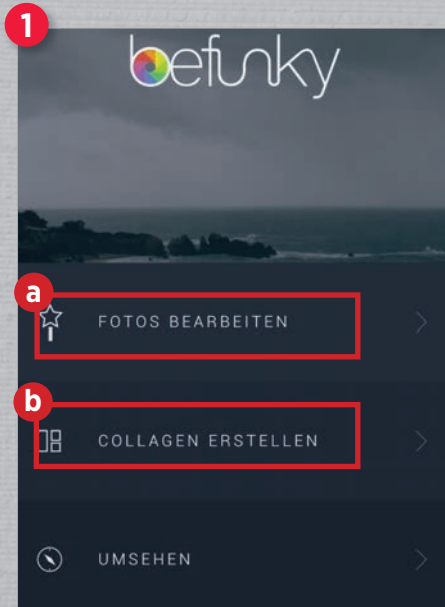 1
befunky
a
FOTOS BEARBEITEN
b
COLLAGEN ERSTELLEN
UMSEHEN